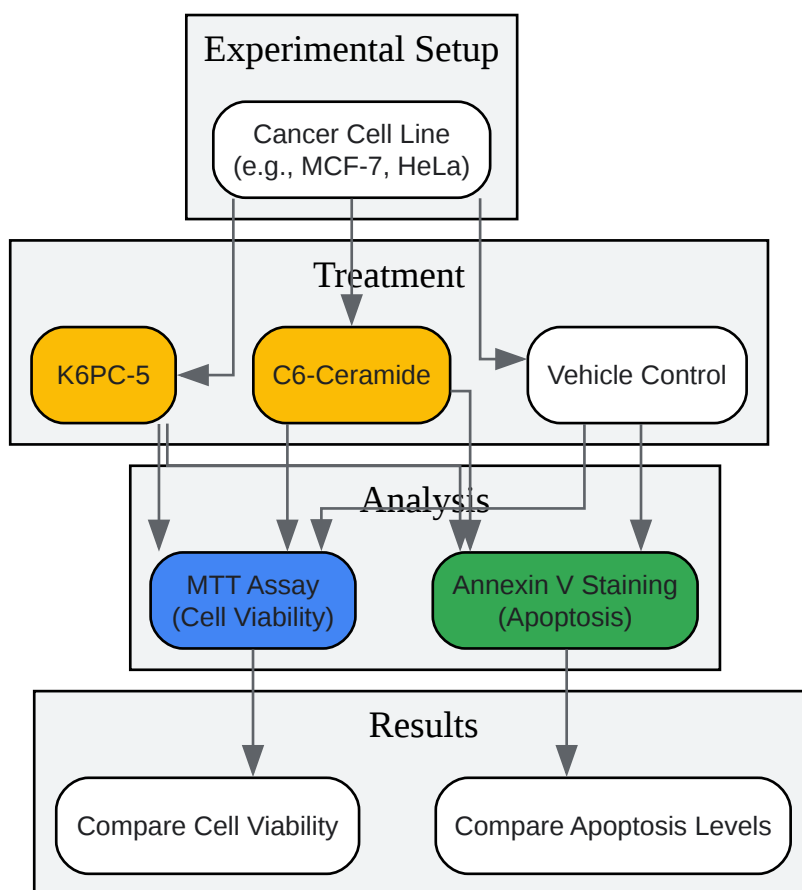 Experimental Setup
Cancer Cell Line
(e.g., MCF-7, HeLa)
Treatment
K6PC-5
C6-Ceramide
Vehicle Control
Analysis
MTT Assay
(Cell Viability)
Annexin V Staining
(Apoptosis)
Results
Compare Cell Viability
Compare Apoptosis Levels